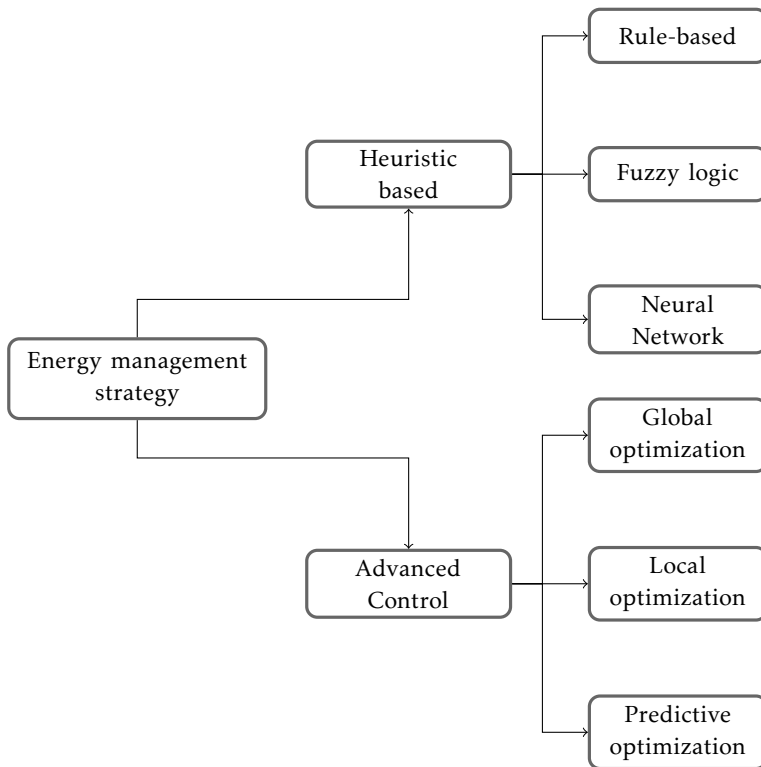 Rule-based
Heuristic
based
Fuzzy logic
Neural
Network
Energy management
strategy
Global
optimization
Advanced
Control
Local
optimization
Predictive
optimization